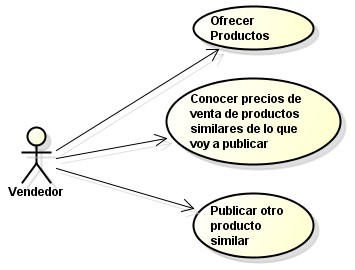 Ofrecer
Productos
Conocer precios de
venta de productos
similares de lo que
voy a publicar
Vendedor
Publicar otro
producto
similar